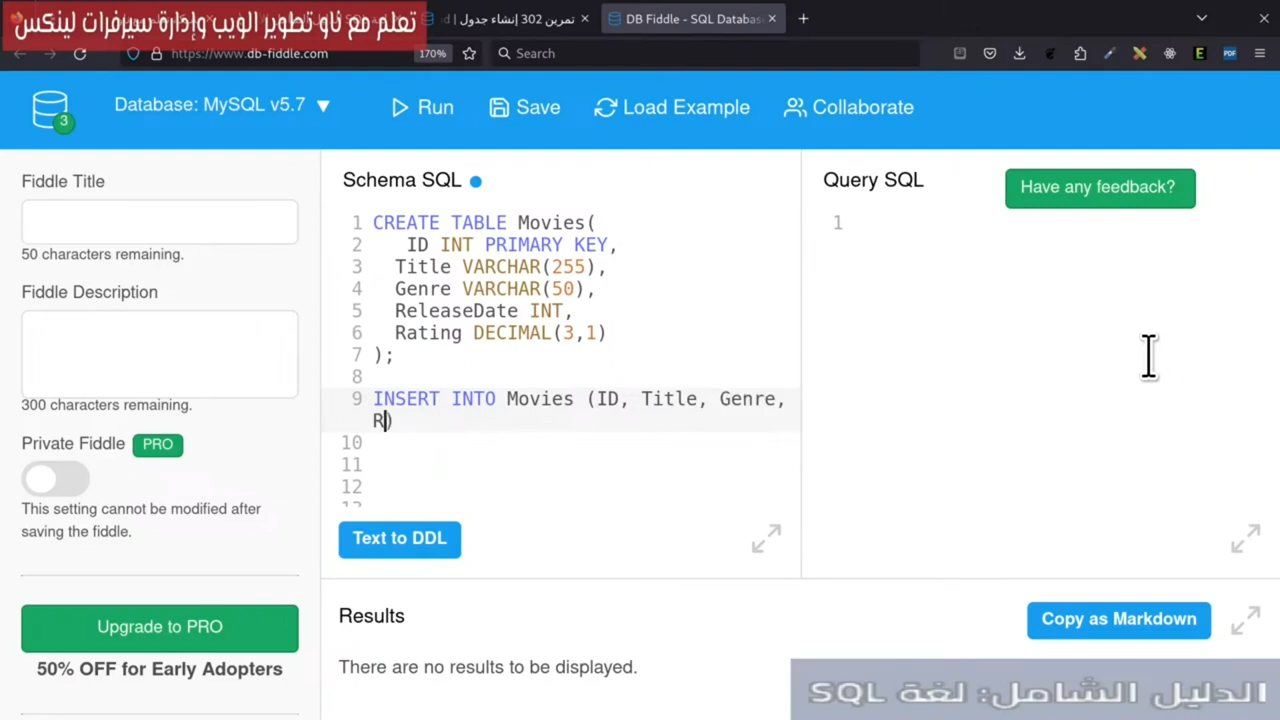 تعلم مع ناو تطوير الويب وإدارة سيرفرات لينكس
تمرين 302 إنشاء جدول
DB Fiddle - SQL Databas
https://www.db-fiddle.com
170%
Search
Database: MySQL v5.7
Run
Save
Load Example
Collaborate
3
Fiddle Title
50 characters remaining.
Fiddle Description
300 characters remaining.
Private Fiddle PRO
This setting cannot be modified after
saving the fiddle.
Upgrade to PRO
50% OFF for Early Adopters
Schema SQL
1 CREATE TABLE Movies(
2 ID INT PRIMARY KEY,
3 Title VARCHAR(255),
4 Genre VARCHAR(50),
5 ReleaseDate INT,
6 Rating DECIMAL(3,1)
7 );
8
9 INSERT INTO Movies (ID, Title, Genre,
R)
10
11
12
Text to DDL
Query SQL
Have any feedback?
1
Results
Copy as Markdown
There are no results to be displayed.
الدليل الشامل: لغة SQL